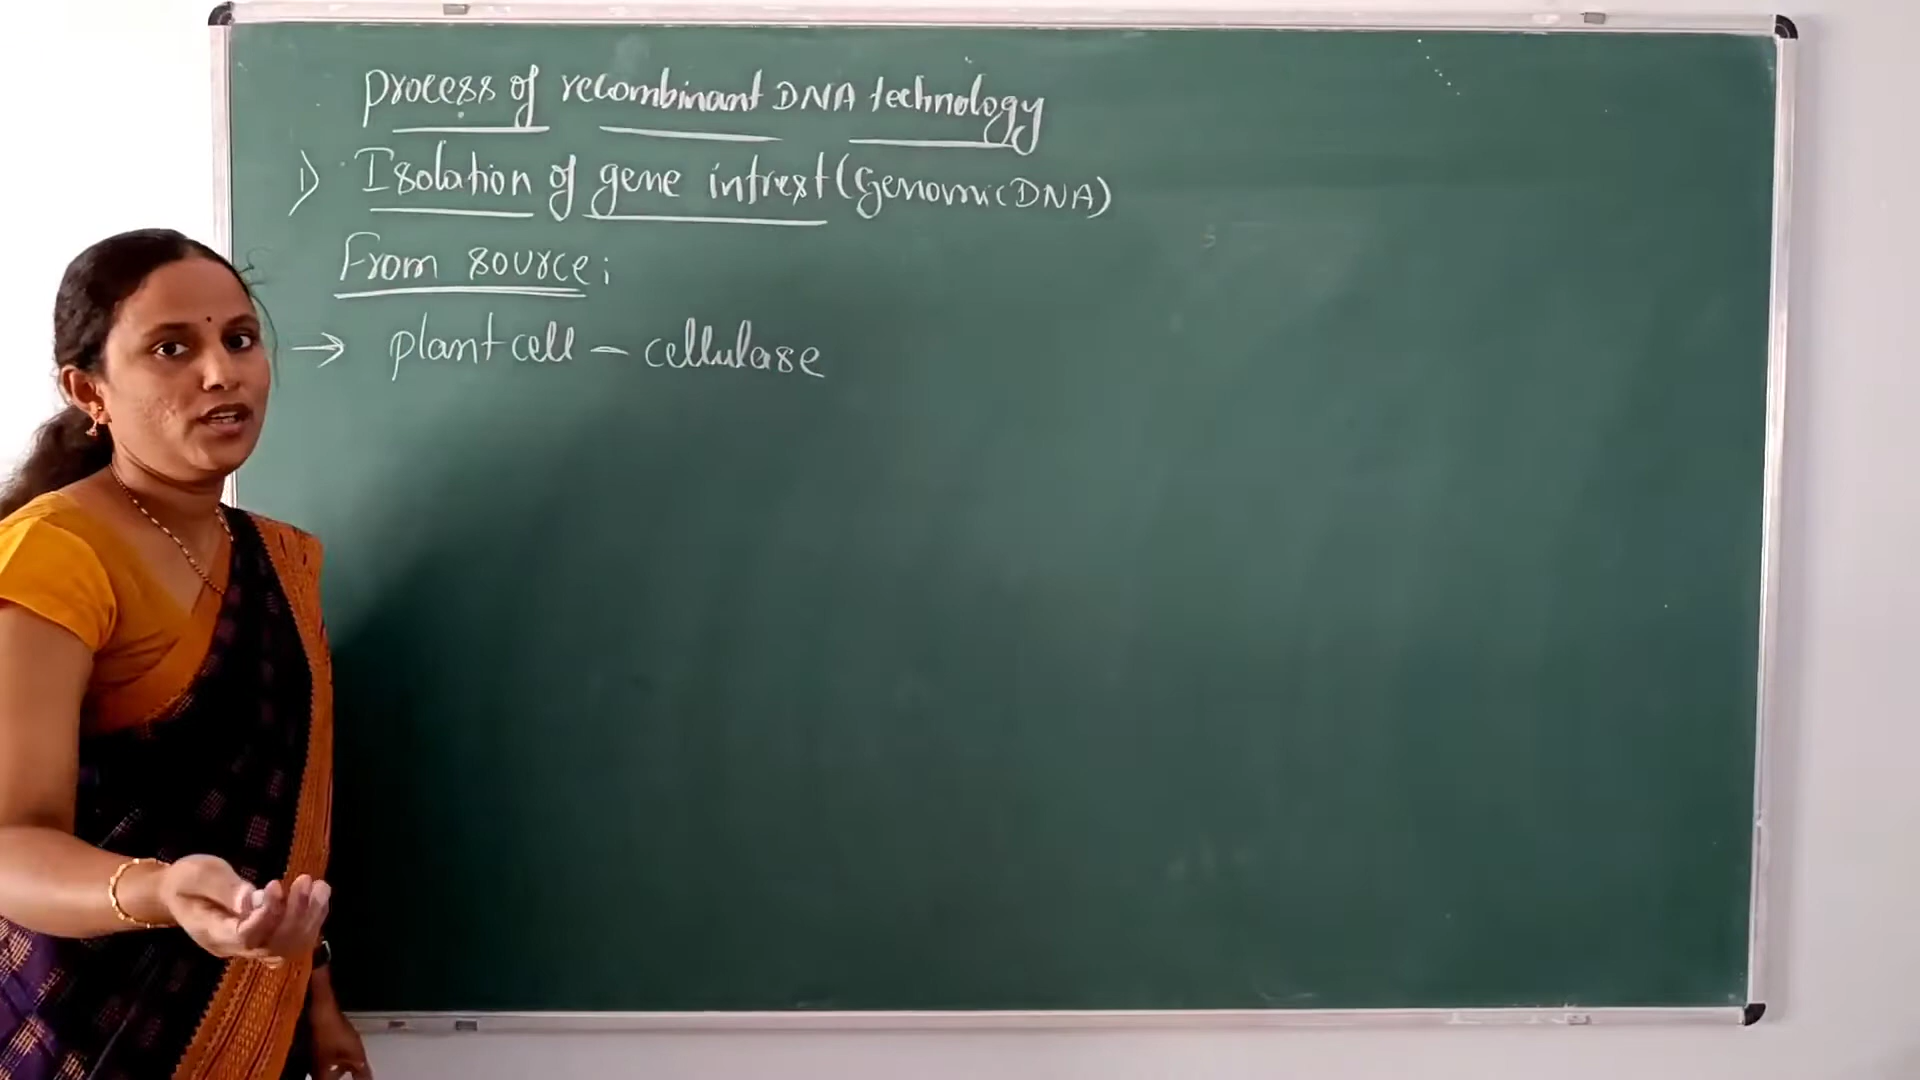 Process of recombinant DNA technology
1) Isolation of gene intrest (Genomic DNA)
From source:
→ plant cell - cellulase